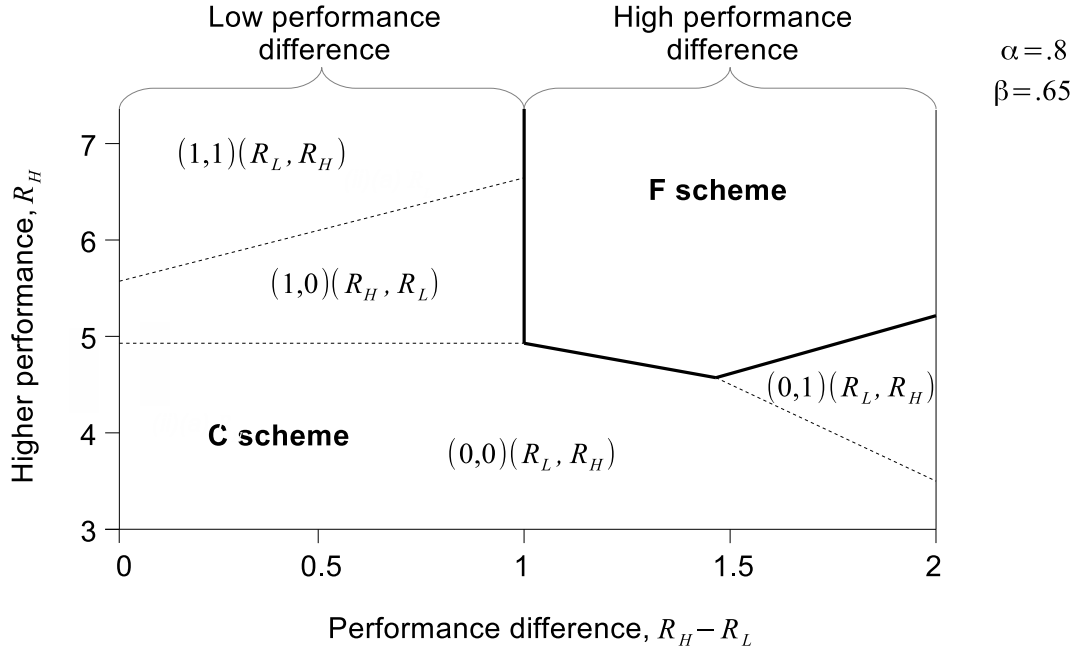 Low performance
difference
High performance
difference
α=.8
β=.65
Higher performance, R_H
7
6
5
4
3
(1,1)(R_L, R_H)
F scheme
(1,0)(R_H, R_L)
(0,1)(R_L, R_H)
C scheme
(0,0)(R_L, R_H)
0
0.5
1
1.5
2
Performance difference, R_H−R_L